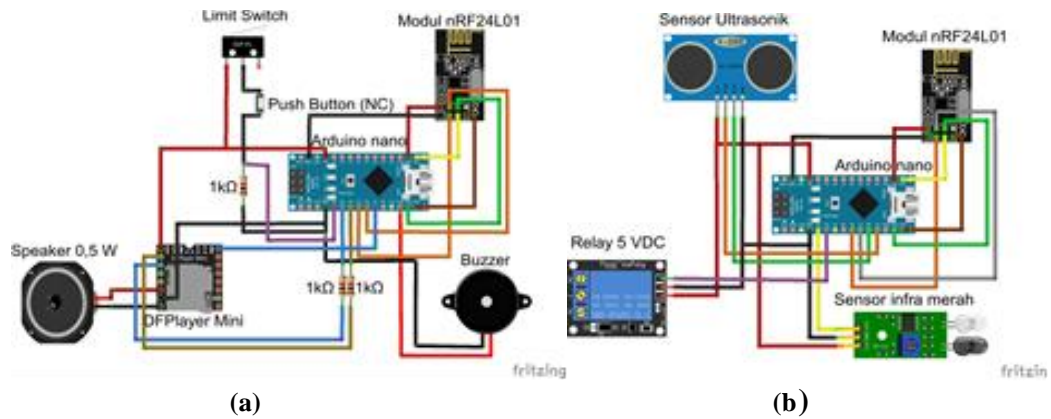 Limit Switch
Modul nRF24L01
Push Button (NC)
Arduino nano
1kΩ
Speaker 0,5 W
DFPlayer Mini
1kΩ 1kΩ
Buzzer
fritzing
(a)
Sensor Ultrasonik
Modul nRF24L01
Arduino nano
Relay 5 VDC
Sensor infra merah
fritzin
(b)